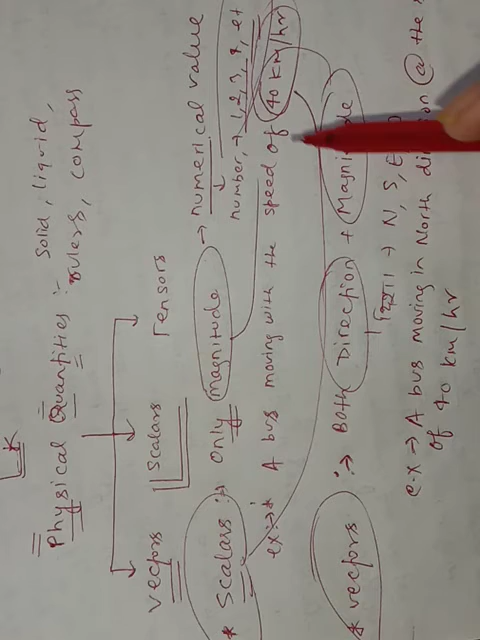 Physical Quantities :- Solid, liquid,
rulers, compass
Vectors Scalars Tensors
* Scalars :→ Only Magnitude → numerical value
number, → 1, 2, 3, 4, et
ex :→ A bus moving with the speed of 40 km/hr
* vectors :→ Both Direction + Magnitude
→ N, S, E
e.x → A bus moving in North @ the
of 40 km/hr